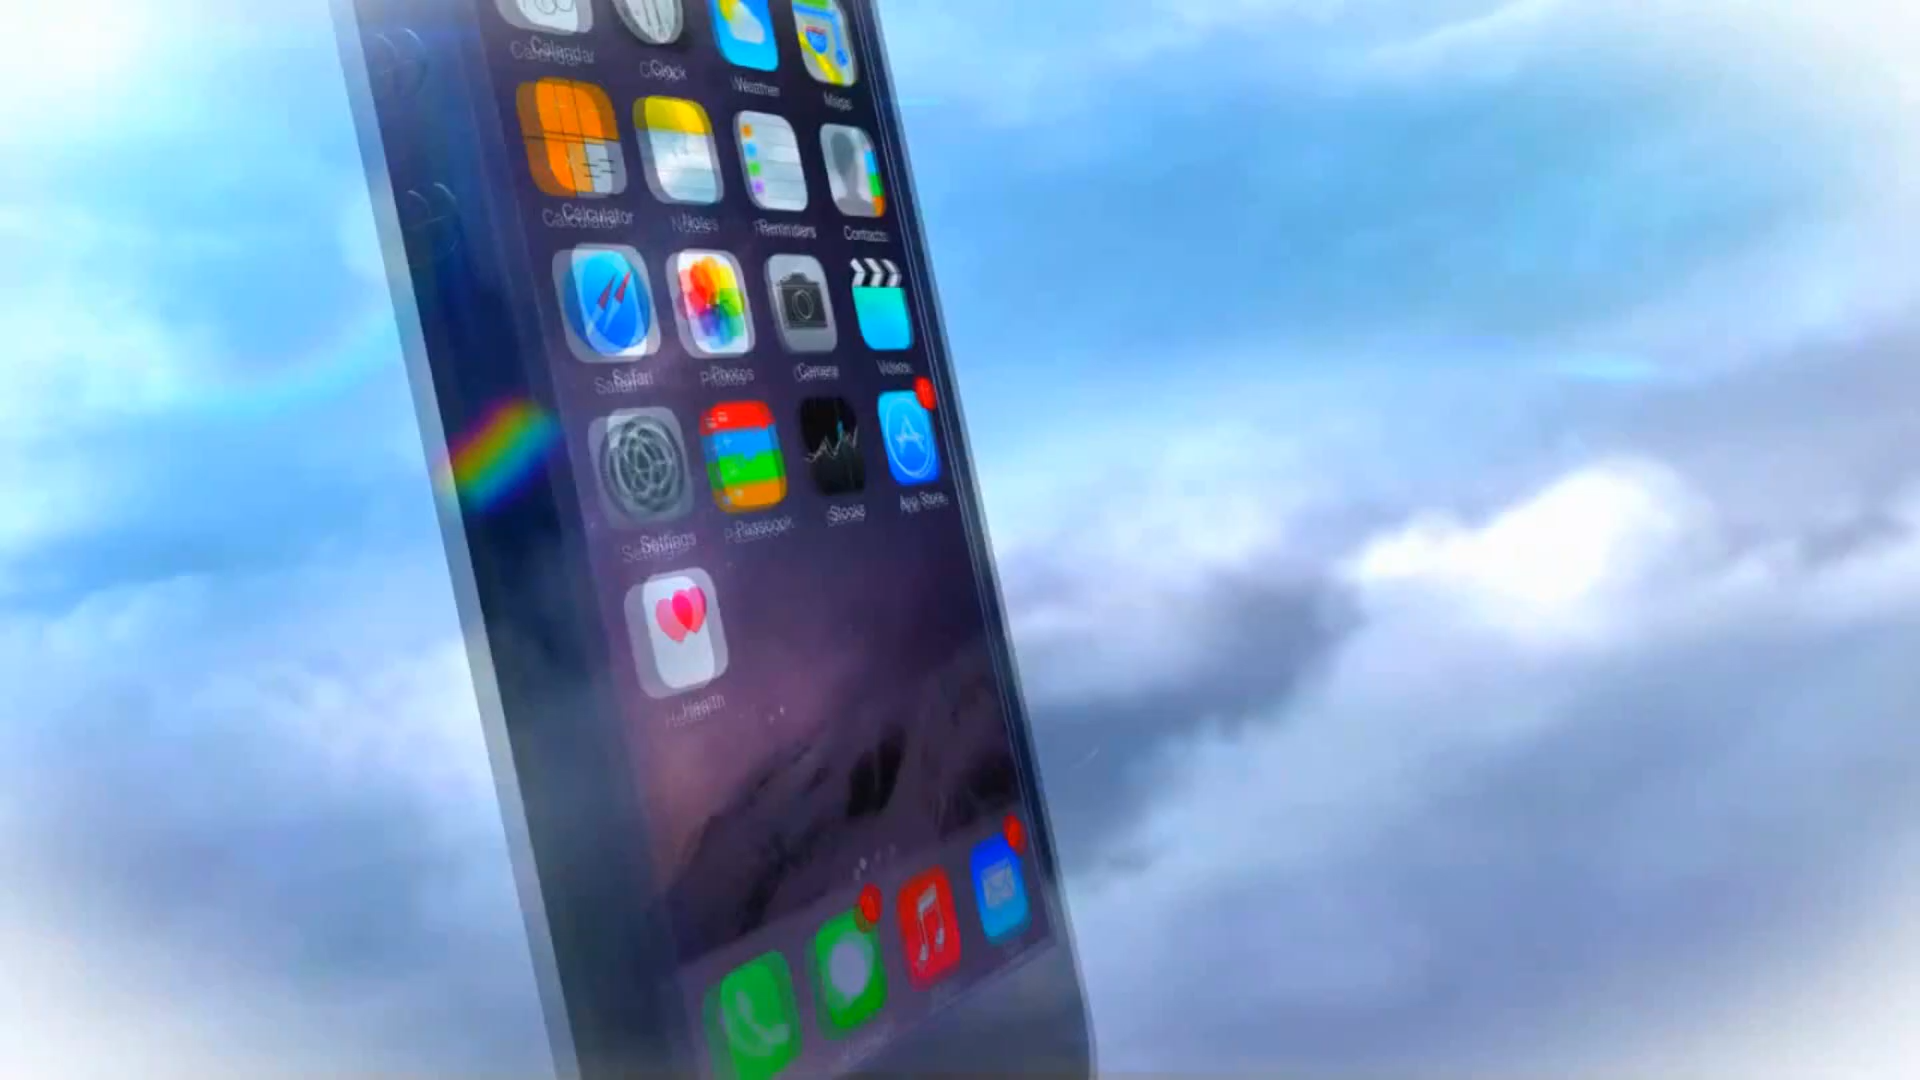 Calendar Clock Weather Maps
Calculator Notes Reminders Contacts
Safari Photos Camera Videos
Settings Passbook Stocks App Store
Health